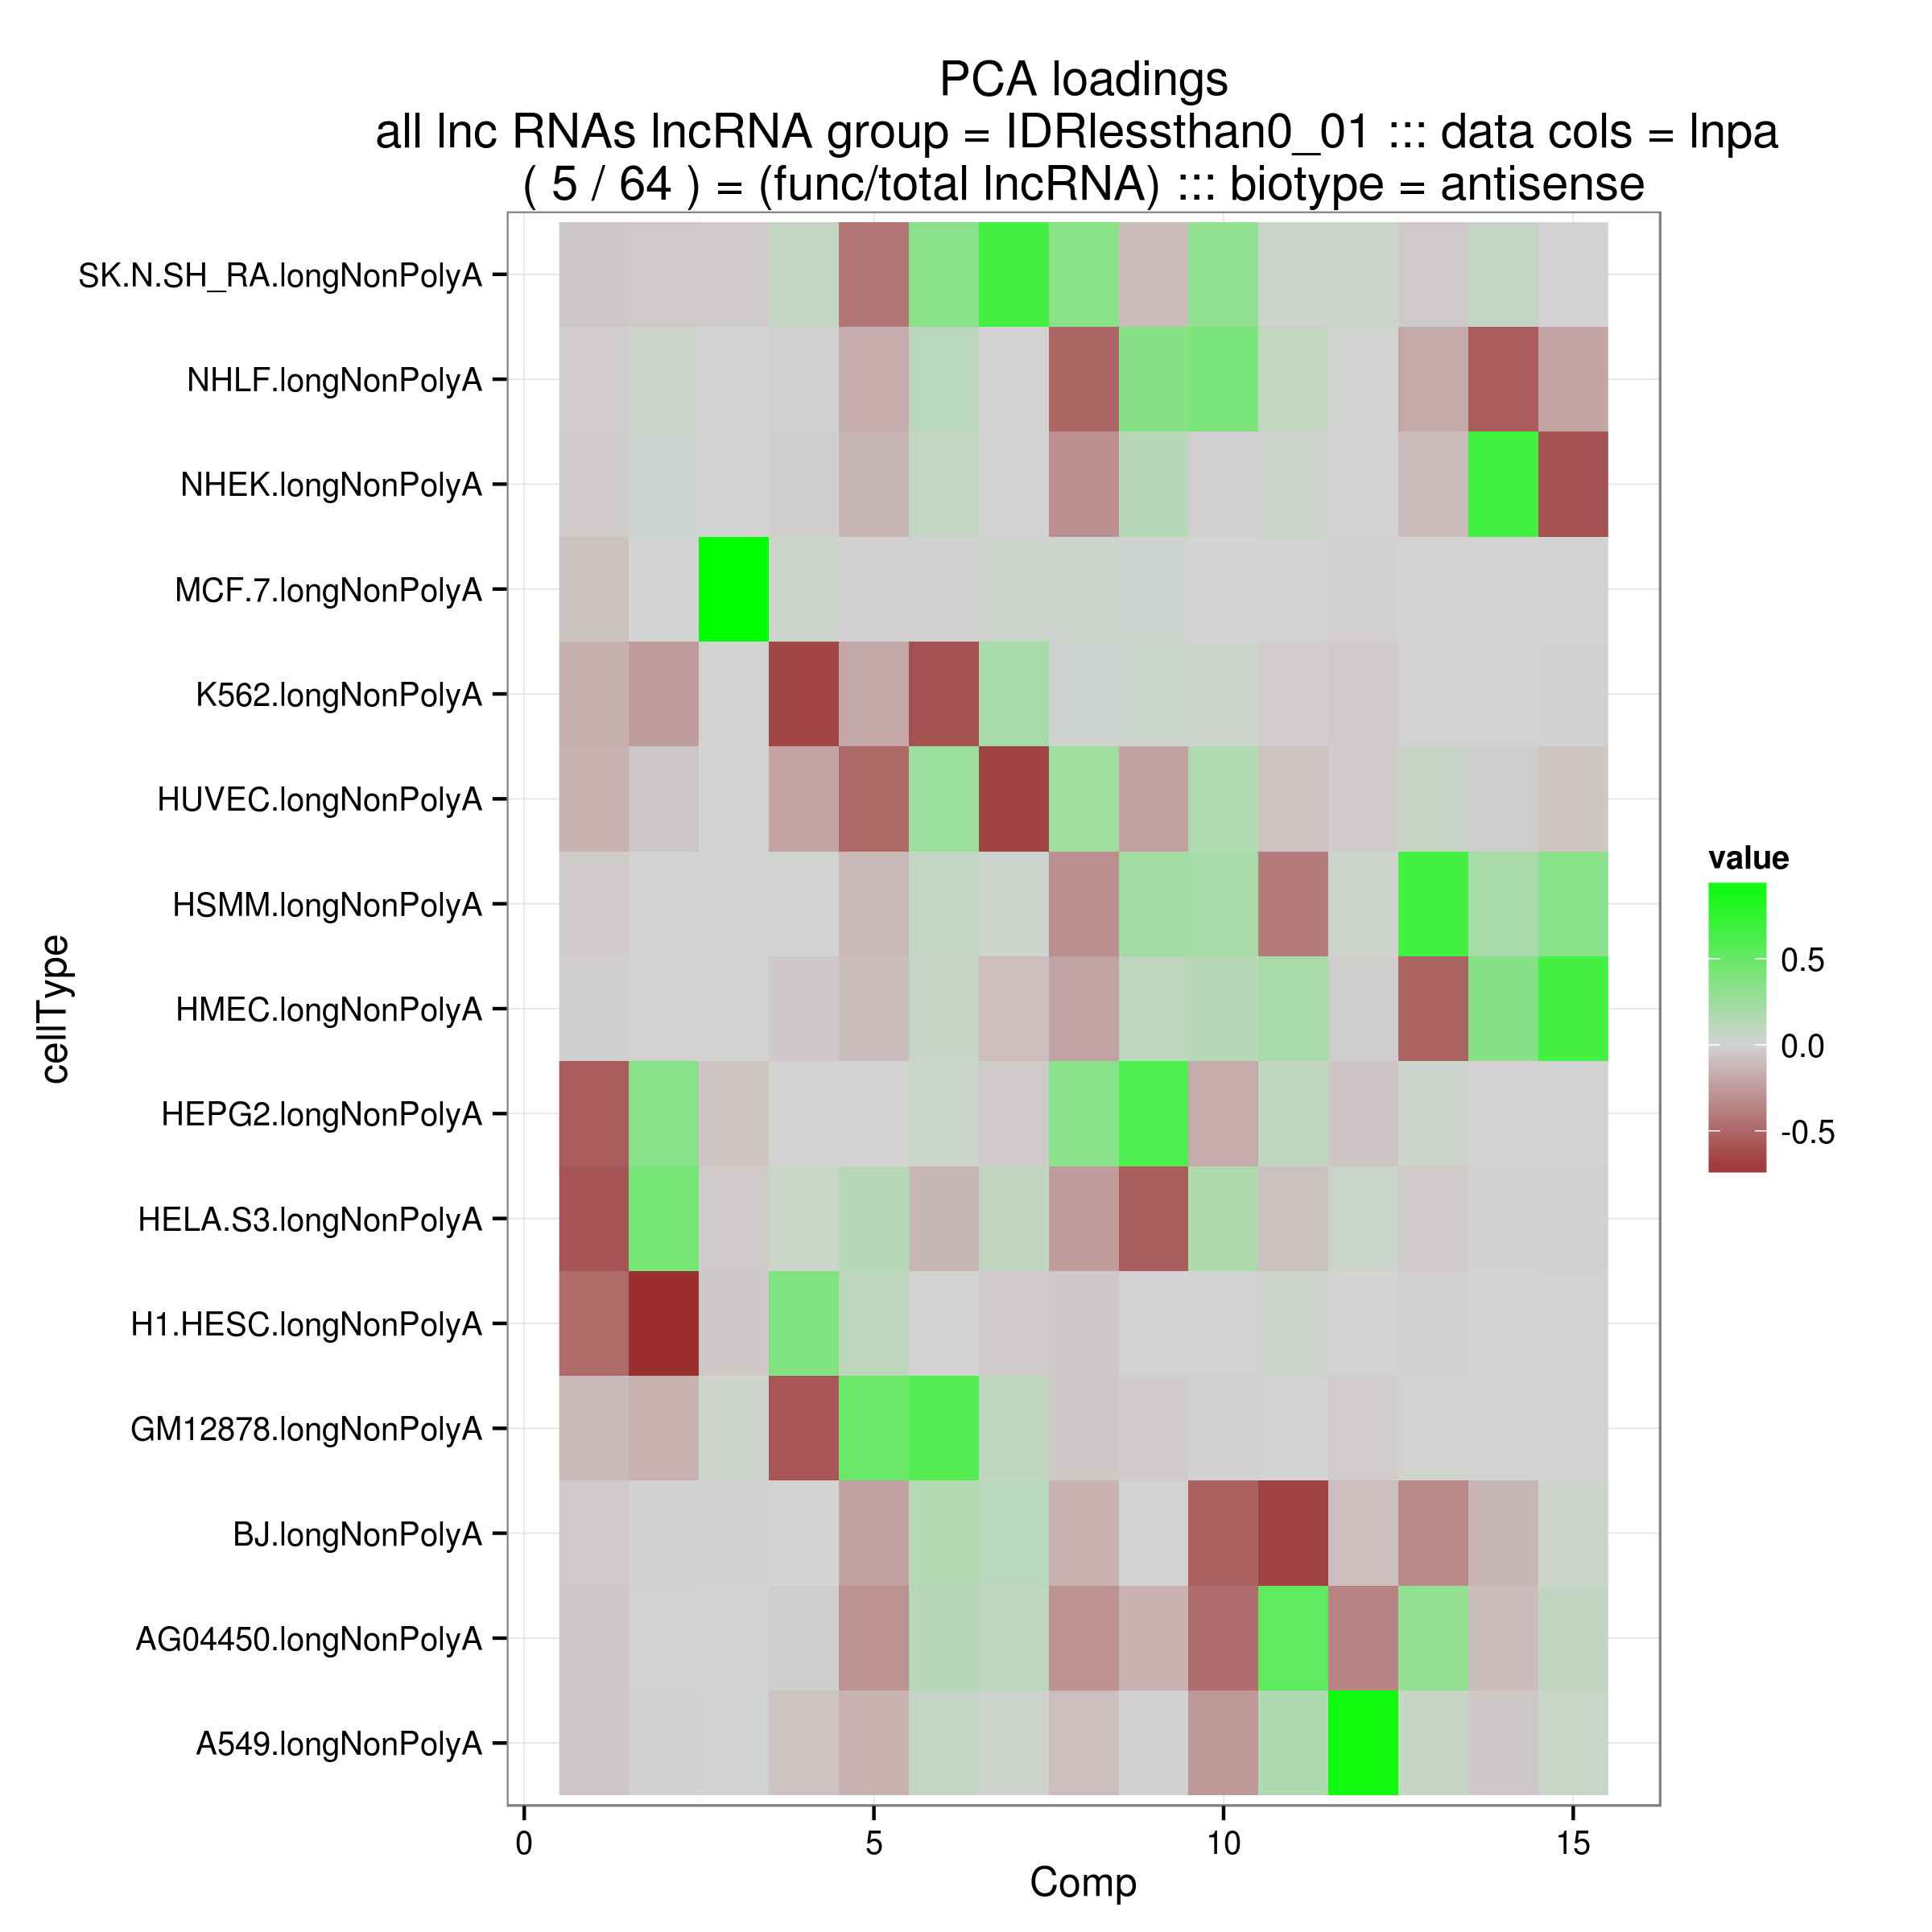 PCA loadings
all lnc RNAs lncRNA group = IDRlessthan0_01 ::: data cols = lnpa
( 5 / 64 ) = (func/total lncRNA) ::: biotype = antisense
SK.N.SH_RA.longNonPolyA
NHLF.longNonPolyA
NHEK.longNonPolyA
MCF.7.longNonPolyA
K562.longNonPolyA
HUVEC.longNonPolyA
HSMM.longNonPolyA
HMEC.longNonPolyA
HEPG2.longNonPolyA
HELA.S3.longNonPolyA
H1.HESC.longNonPolyA
GM12878.longNonPolyA
BJ.longNonPolyA
AG04450.longNonPolyA
A549.longNonPolyA
cellType
0 5 10 15
Comp
value
0.5
0.0
-0.5